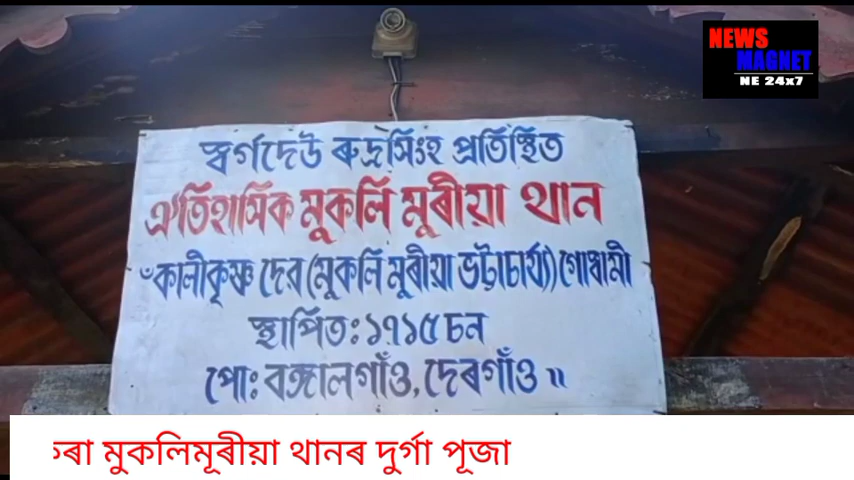 NEWS
MAGNET
NE 24x7
স্বৰ্গদেউ ৰুদ্ৰসিংহ প্ৰতিস্থিত
ঐতিহাসিক মুকলি মুৰীয়া থান
ঁকালীকৃষ্ণ দেৱ (মুকলি মুৰীয়া ভট্টাচাৰ্য্য) গোস্বামী
স্থাপিত: ১৭১৫ চন
পো: বঙ্গালগাঁও, দেৰগাঁও ৷৷
মুকলিমূৰীয়া থানৰ দুৰ্গা পূজা